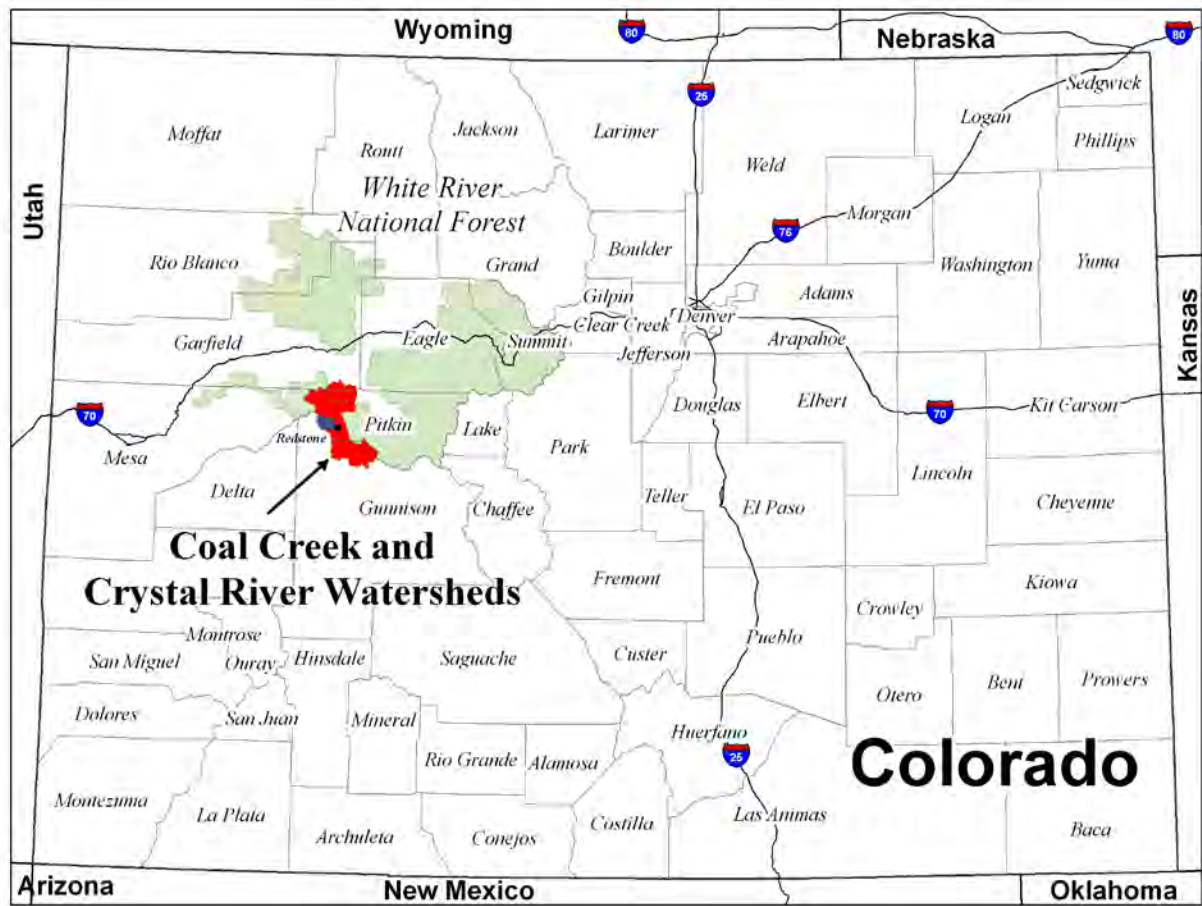 Wyoming
80
Nebraska
80
Sedgwick
25
Moffat
Jackson
Larimer
Logan
Phillips
Routt
Weld
White River
National Forest
Utah
Morgan
76
Boulder
Rio Blanco
Grand
Washington
Yuma
Gilpin
Adams
Denver
Clear Creek
Garfield
Eagle
Summit
Arapahoe
Jefferson
Kansas
70
Pitkin
Lake
Douglas
Elbert
70
Kit Carson
Redstone
Mesa
Park
Lincoln
Delta
Gunnison
Chaffee
Teller
El Paso
Cheyenne
Coal Creek and
Crystal River Watersheds
Fremont
Kiowa
Crowley
Montrose
Pueblo
San Miguel
Ouray
Hinsdale
Saguache
Custer
Otero
Bent
Prowers
Dolores
San Juan
Mineral
Huerfano
Rio Grande
Alamosa
25
Colorado
Montezuma
La Plata
Las Animas
Costilla
Archuleta
Conejos
Baca
Arizona
New Mexico
Oklahoma